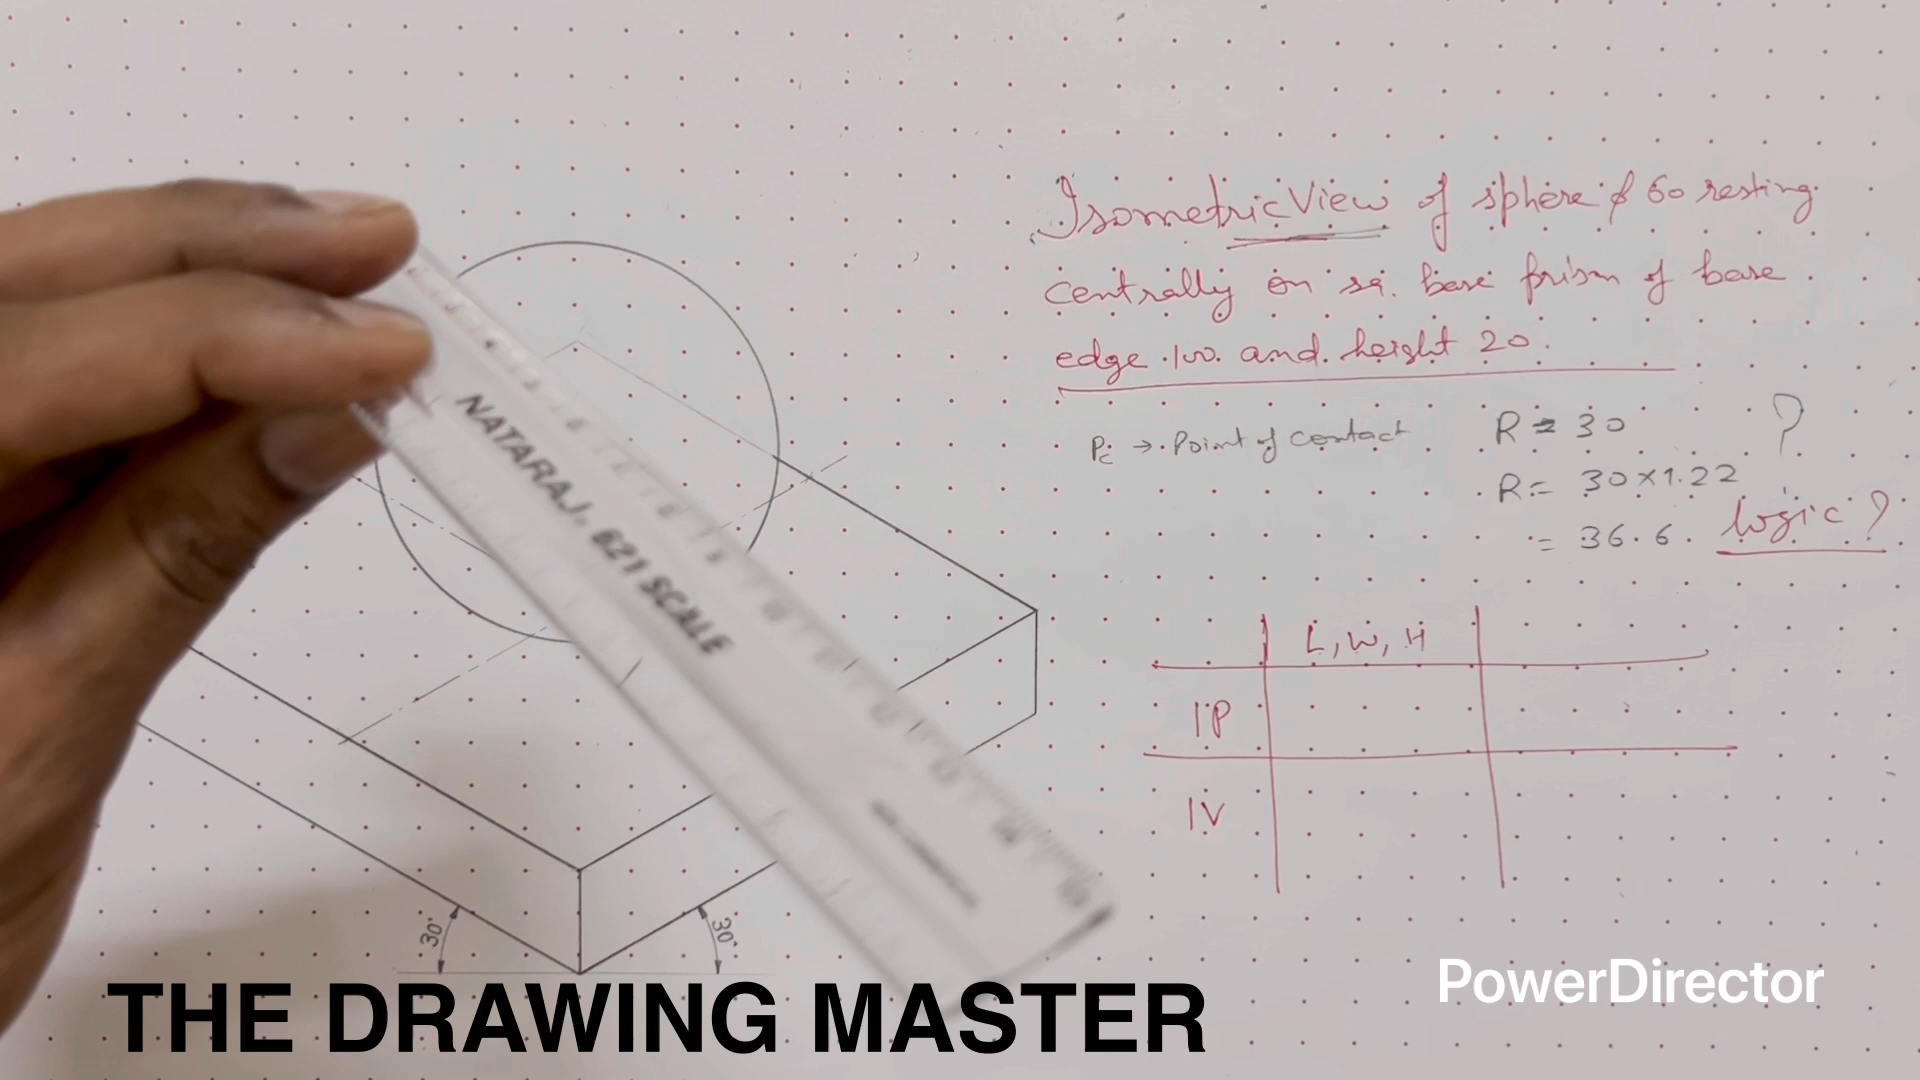 Isometric View of sphere ϕ 60 resting
centrally on sq. base prism of base
edge 100 and height 20.
Pc → Point of Contact
R = 30 ?
R = 30×1.22
= 36.6. logic?
L, W, H
IP
IV
NATARAJ 621 SCALE
30°
30°
THE DRAWING MASTER
PowerDirector